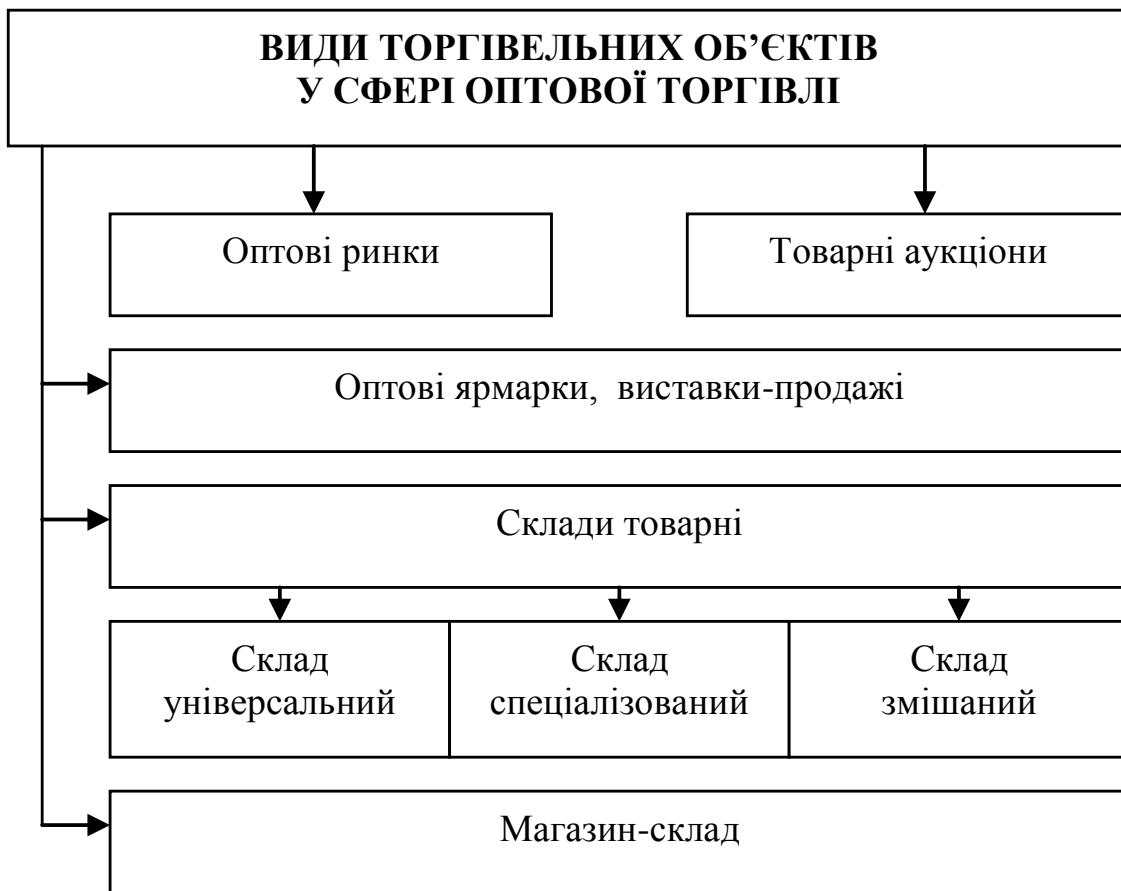 ВИДИ ТОРГІВЕЛЬНИХ ОБ’ЄКТІВ
У СФЕРІ ОПТОВОЇ ТОРГІВЛІ
Оптові ринки
Товарні аукціони
Оптові ярмарки,  виставки-продажі
Склади товарні
Склад
універсальний
Склад
спеціалізований
Склад
змішаний
Магазин-склад